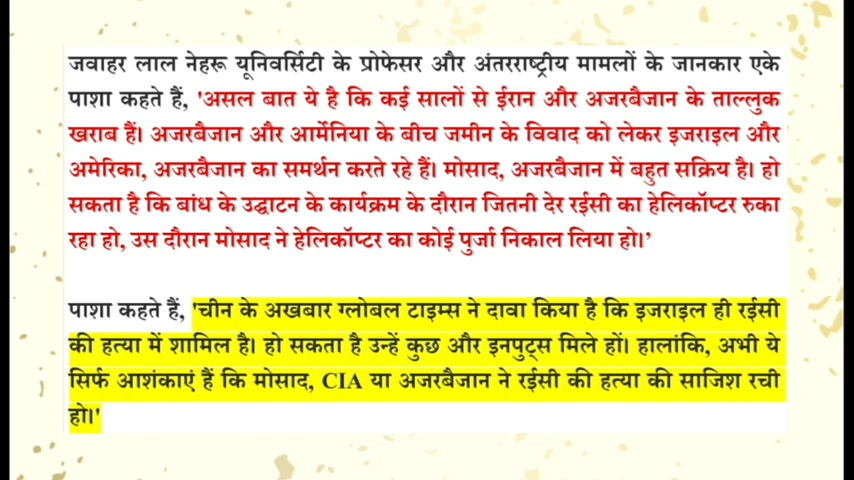 जवाहर लाल नेहरू यूनिवर्सिटी के प्रोफेसर और अंतरराष्ट्रीय मामलों के जानकार एके
पाशा कहते हैं, 'असल बात ये है कि कई सालों से ईरान और अजरबैजान के ताल्लुक
खराब हैं। अजरबैजान और आर्मेनिया के बीच जमीन के विवाद को लेकर इजराइल और
अमेरिका, अजरबैजान का समर्थन करते रहे हैं। मोसाद, अजरबैजान में बहुत सक्रिय है। हो
सकता है कि बांध के उद्घाटन के कार्यक्रम के दौरान जितनी देर रईसी का हेलिकॉप्टर रुका
रहा हो, उस दौरान मोसाद ने हेलिकॉप्टर का कोई पुर्जा निकाल लिया हो।’
पाशा कहते हैं, 'चीन के अखबार ग्लोबल टाइम्स ने दावा किया है कि इजराइल ही रईसी
की हत्या में शामिल है। हो सकता है उन्हें कुछ और इनपुट्स मिले हों। हालांकि, अभी ये
सिर्फ आशंकाएं हैं कि मोसाद, CIA या अजरबैजान ने रईसी की हत्या की साजिश रची
हो।'